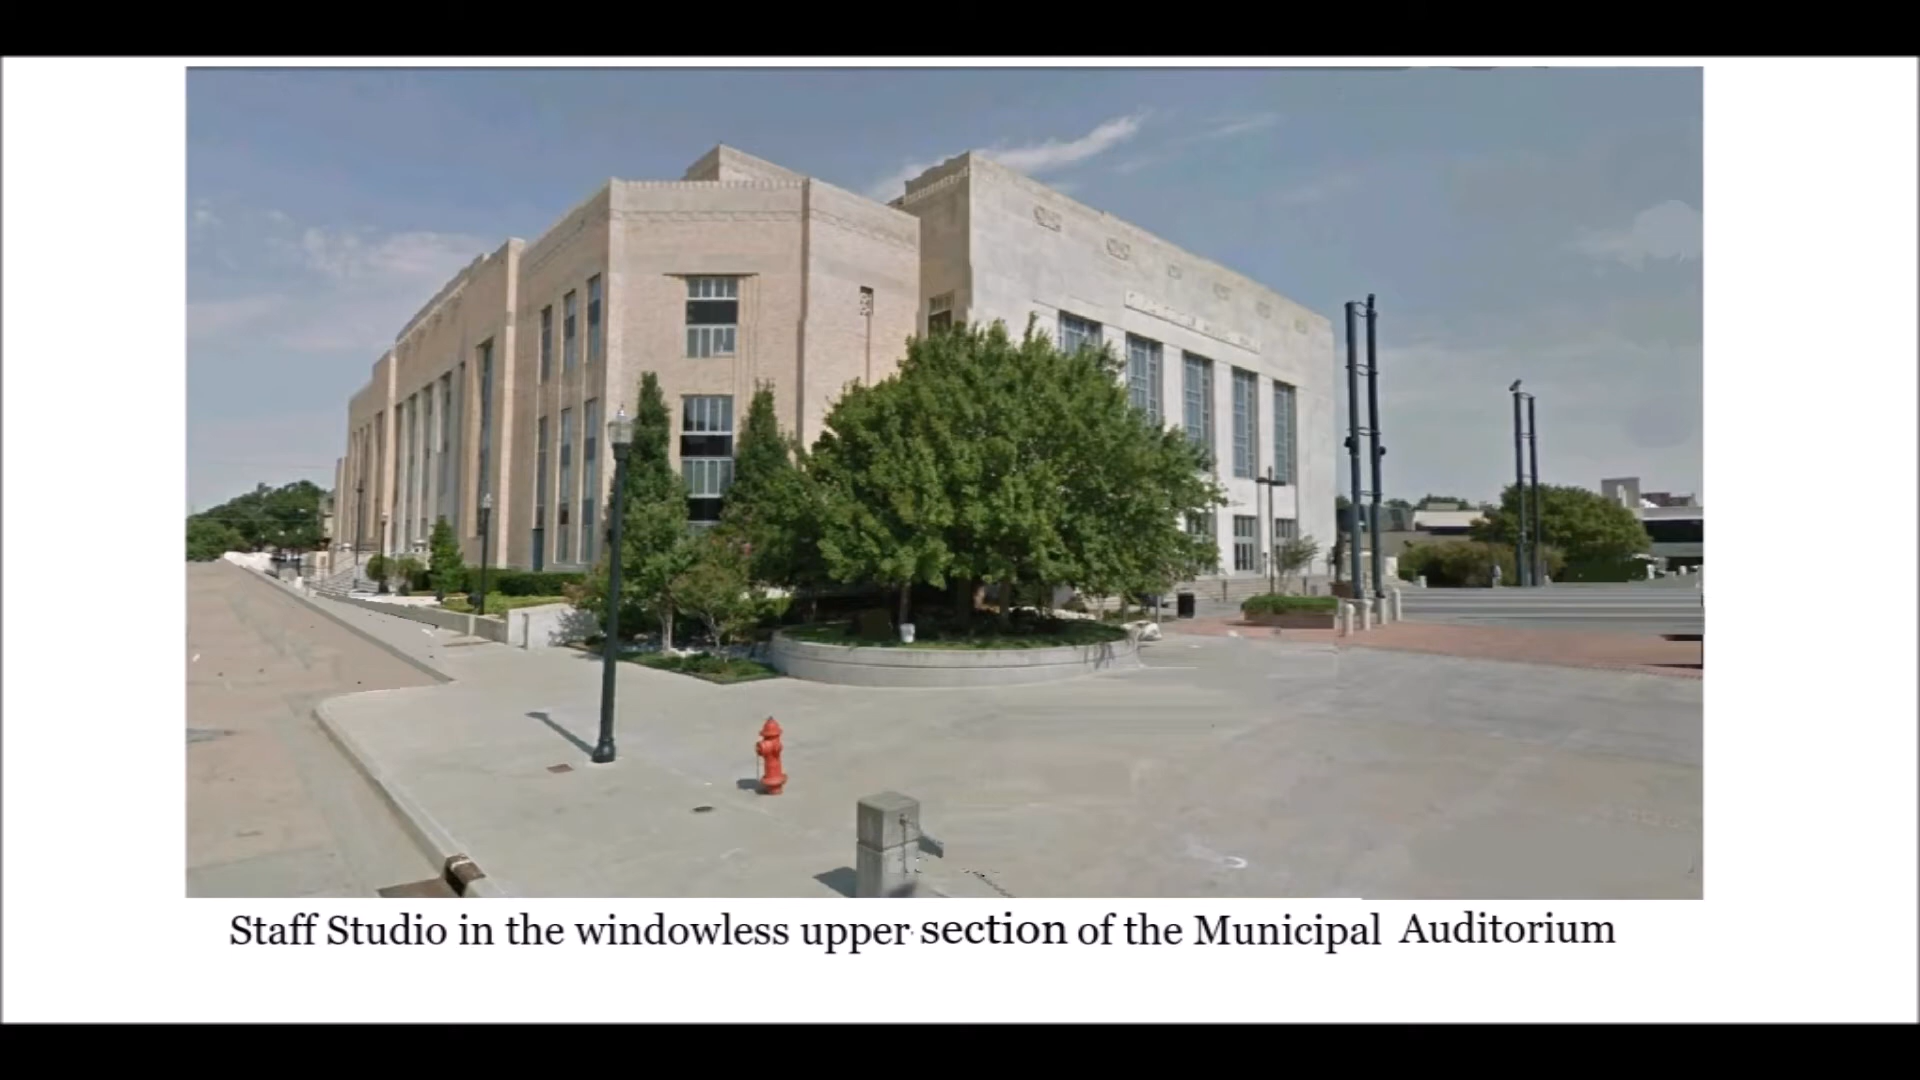 Staff Studio in the windowless upper section of the Municipal Auditorium